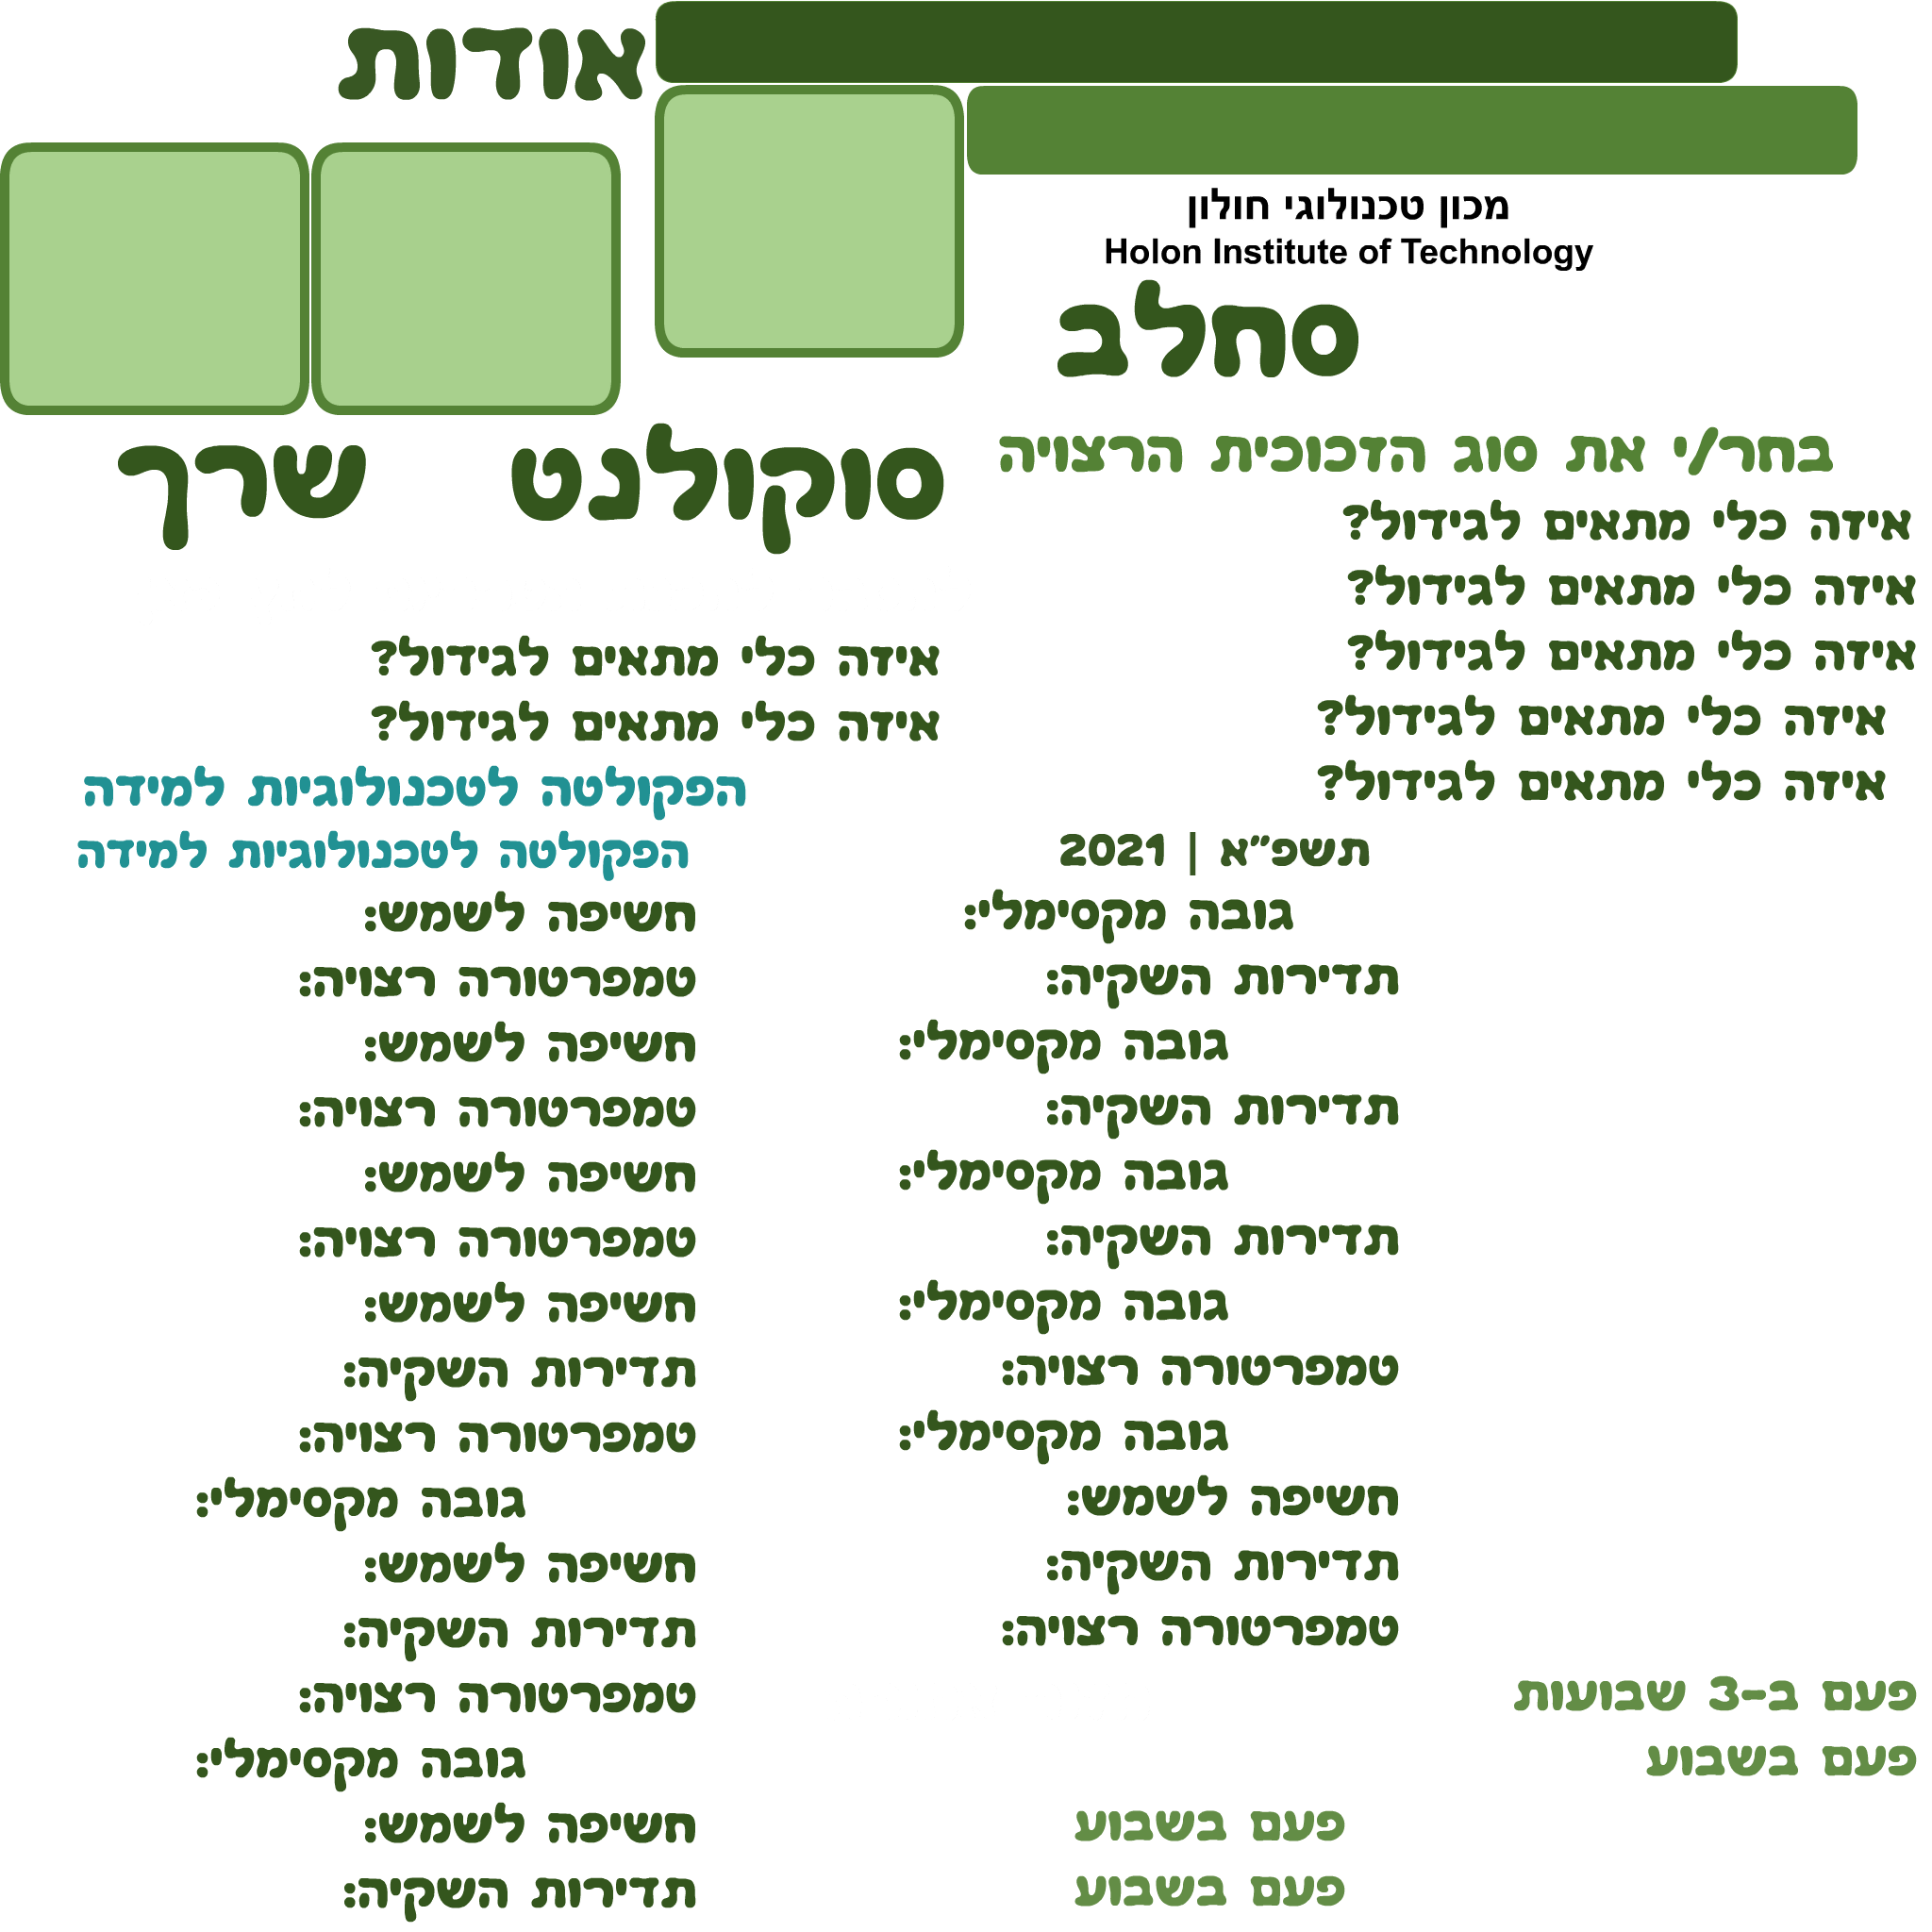 אודות
מכון טכנולוגי חולון
Holon Institute of Technology
סחלב
בחר/י את סוג הדכוכית הרצויה
סוקולנט
שרך
איזה כלי מתאים לגידול?
איזה כלי מתאים לגידול?
איזה כלי מתאים לגידול?
איזה כלי מתאים לגידול?
איזה כלי מתאים לגידול?
איזה כלי מתאים לגידול?
איזה כלי מתאים לגידול?
הפקולטה לטכנולוגיות למידה
תשפ״א | 2021
הפקולטה לטכנולוגיות למידה
גובה מקסימלי:
חשיפה לשמש:
תדירות השקיה:
טמפרטורה רצויה:
גובה מקסימלי:
חשיפה לשמש:
תדירות השקיה:
טמפרטורה רצויה:
גובה מקסימלי:
חשיפה לשמש:
תדירות השקיה:
טמפרטורה רצויה:
גובה מקסימלי:
חשיפה לשמש:
טמפרטורה רצויה:
תדירות השקיה:
גובה מקסימלי:
טמפרטורה רצויה:
חשיפה לשמש:
גובה מקסימלי:
תדירות השקיה:
חשיפה לשמש:
טמפרטורה רצויה:
תדירות השקיה:
פעם ב-3 שבועות
טמפרטורה רצויה:
פעם בשבוע
גובה מקסימלי:
פעם בשבוע
חשיפה לשמש:
פעם בשבוע
תדירות השקיה: